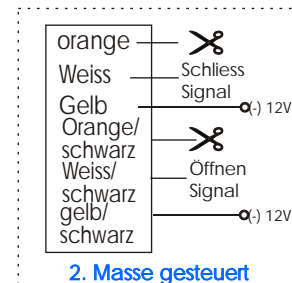 orange
Weiss
Schliess
Signal
Gelb
(-) 12V
Orange/
schwarz
Weiss/
schwarz
Öffnen
Signal
gelb/
schwarz
(-) 12V
2. Masse gesteuert